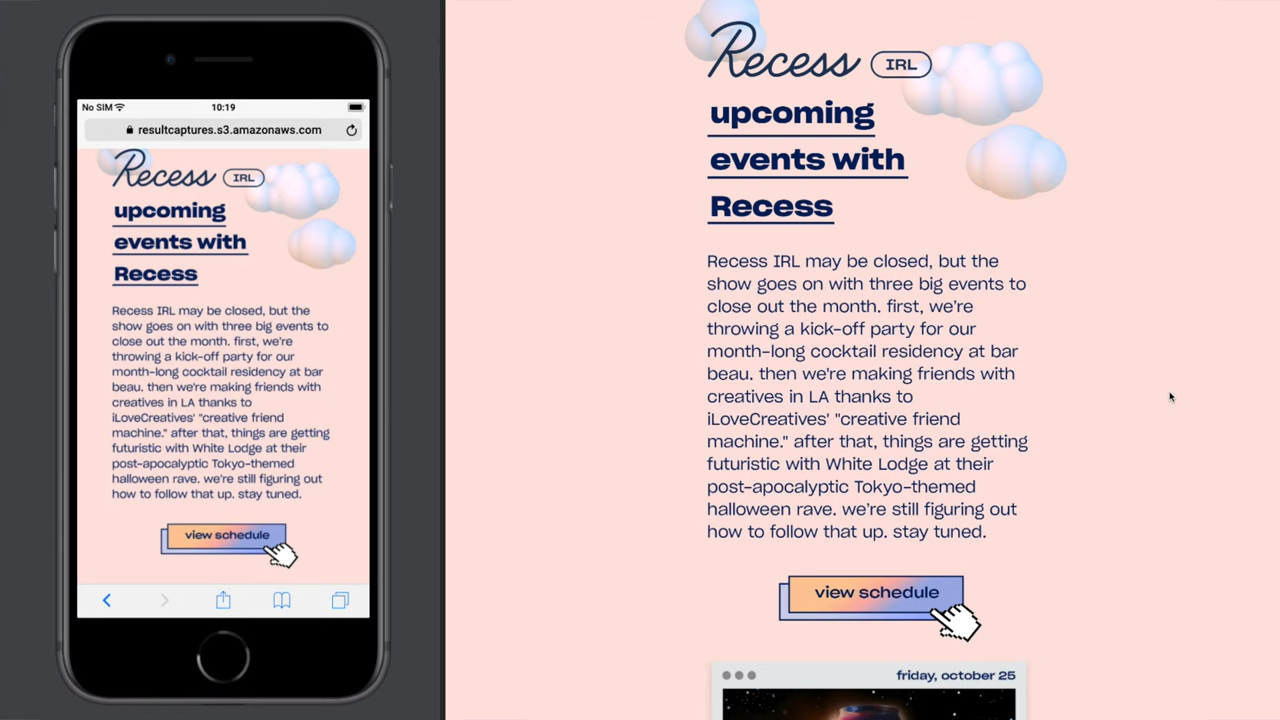 No SIM
10:19
resultcaptures.s3.amazonaws.com
Recess IRL
upcoming
events with
Recess
Recess IRL may be closed, but the
show goes on with three big events to
close out the month. first, we're
throwing a kick-off party for our
month-long cocktail residency at bar
beau. then we're making friends with
creatives in LA thanks to
iLoveCreatives' "creative friend
machine." after that, things are getting
futuristic with White Lodge at their
post-apocalyptic Tokyo-themed
halloween rave. we're still figuring out
how to follow that up. stay tuned.
view schedule
Recess IRL
upcoming
events with
Recess
Recess IRL may be closed, but the
show goes on with three big events to
close out the month. first, we're
throwing a kick-off party for our
month-long cocktail residency at bar
beau. then we're making friends with
creatives in LA thanks to
iLoveCreatives' "creative friend
machine." after that, things are getting
futuristic with White Lodge at their
post-apocalyptic Tokyo-themed
halloween rave. we're still figuring out
how to follow that up. stay tuned.
view schedule
friday, october 25